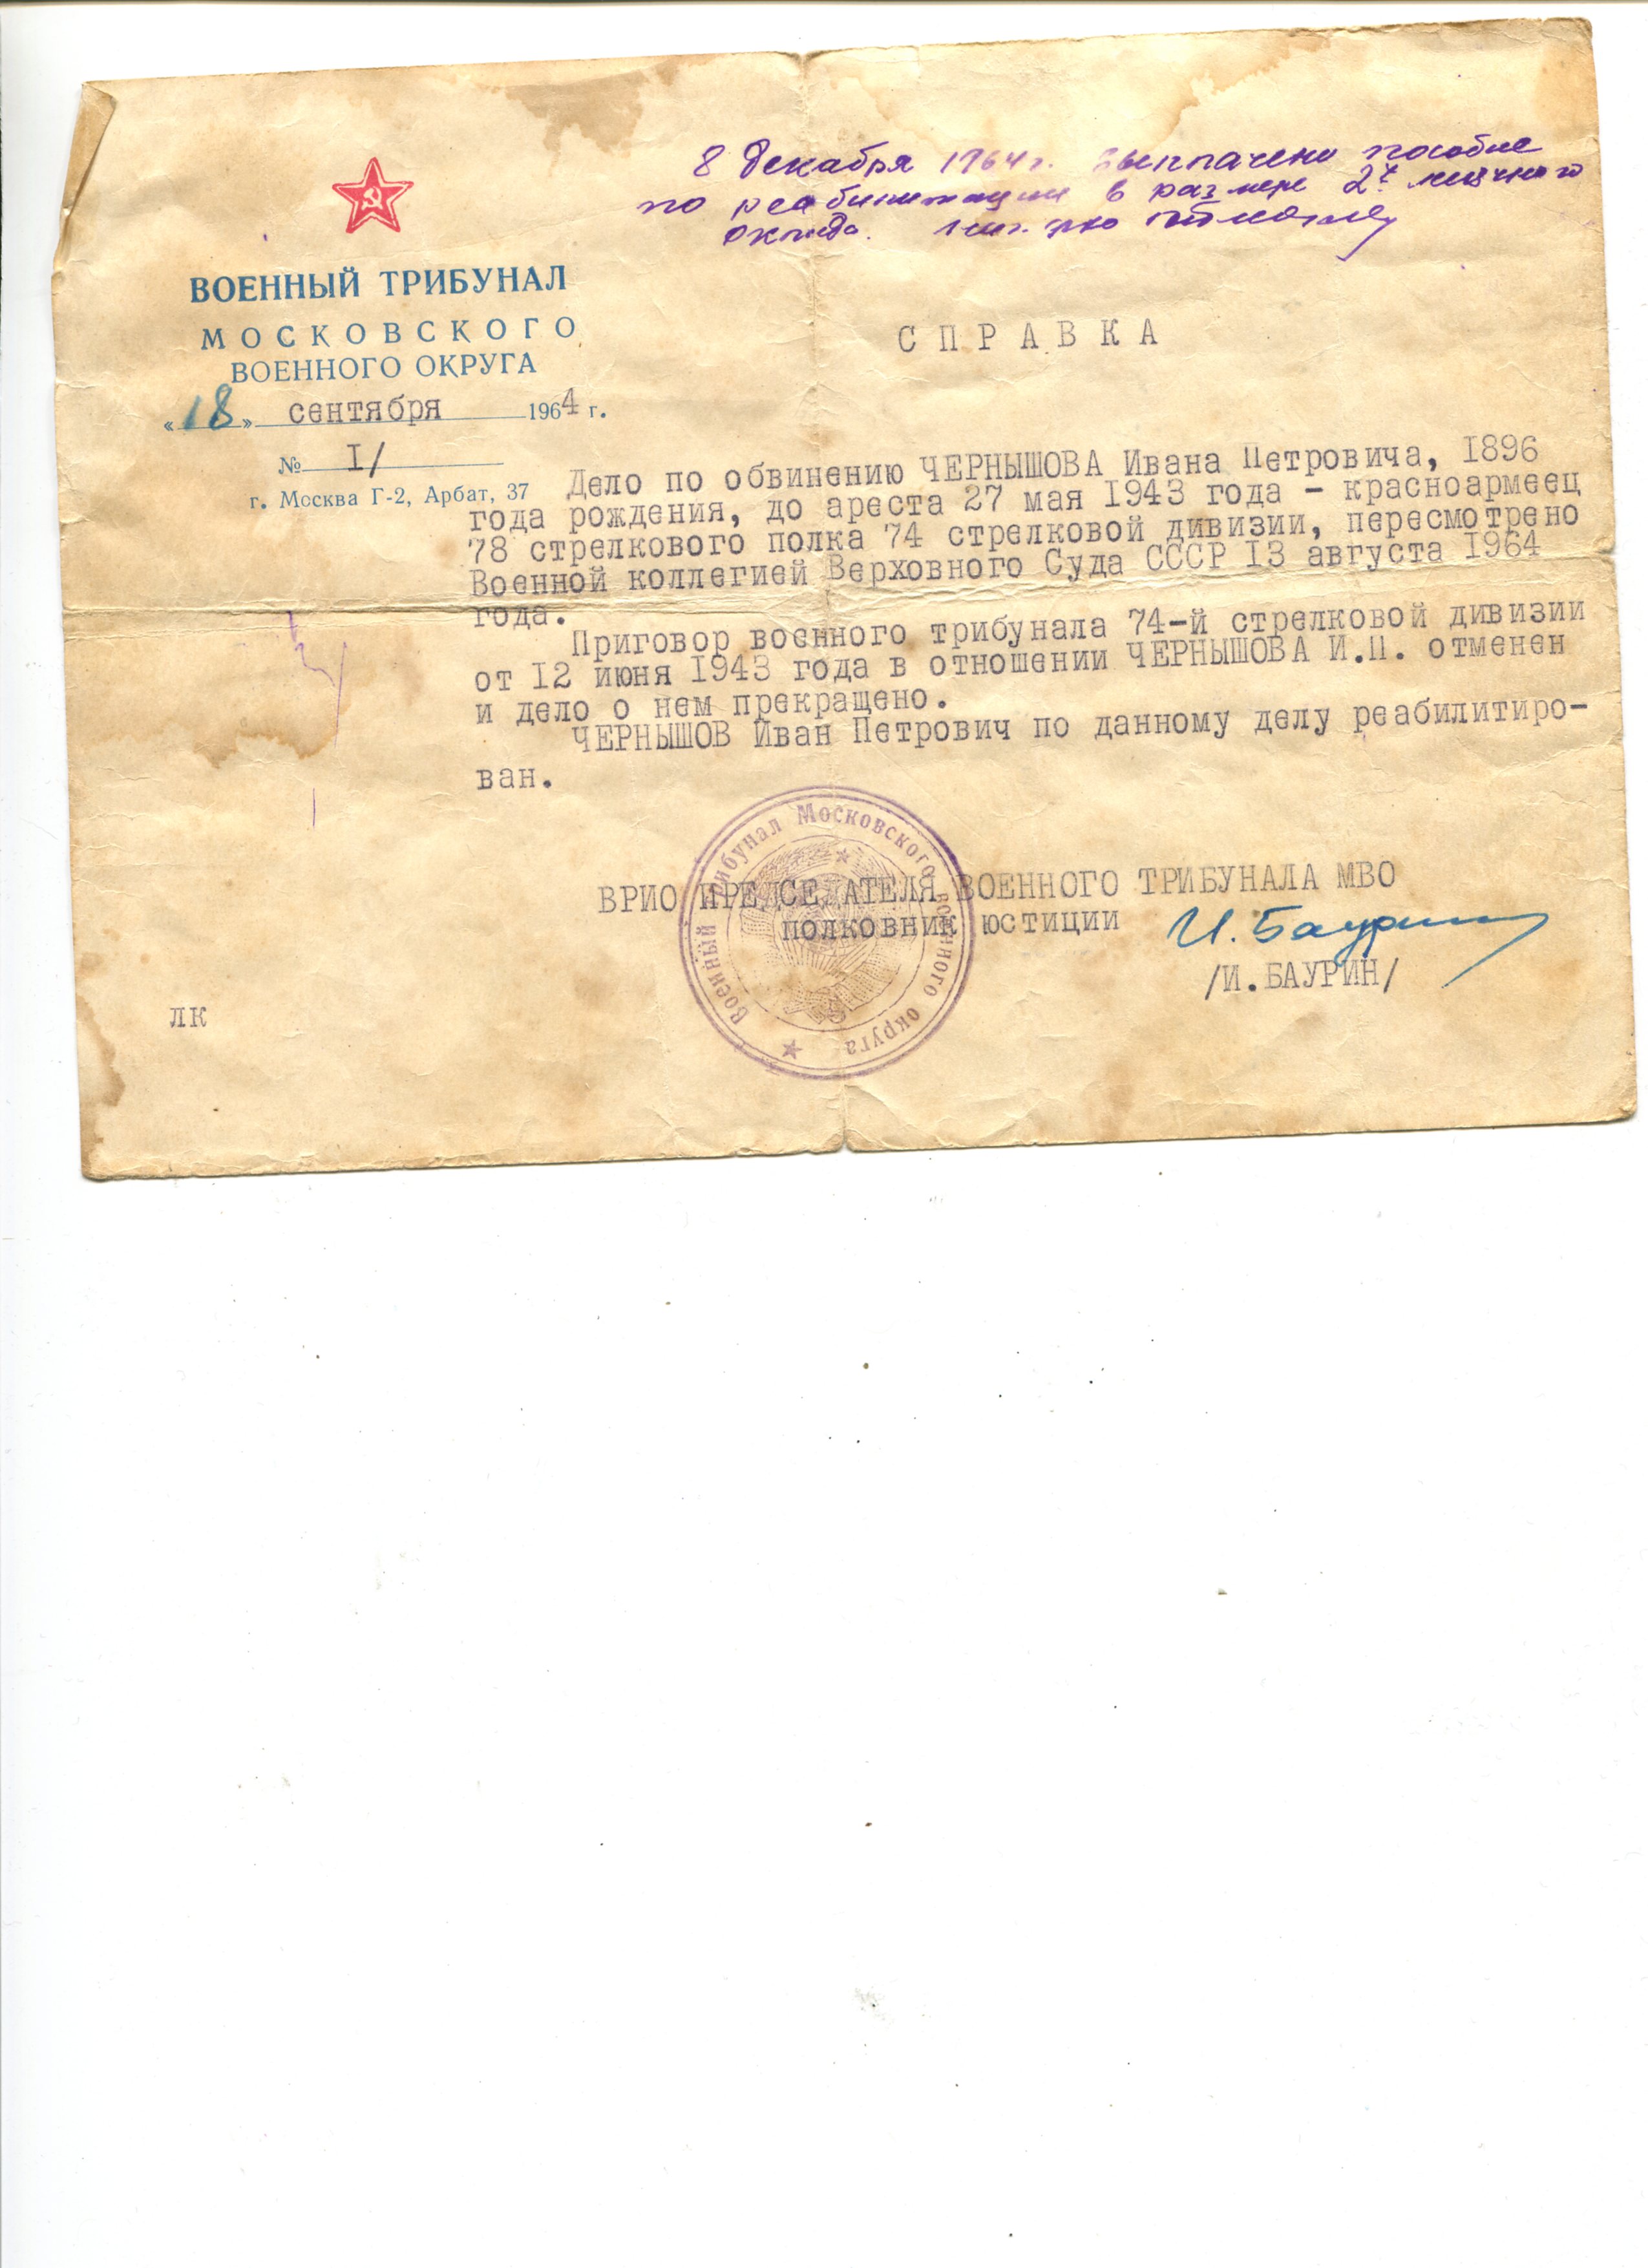 8 декабря 1964 г. выплачено пособие
по реабилитации в размере 2х месячного
оклада.
ВОЕННЫЙ ТРИБУНАЛ
МОСКОВСКОГО
ВОЕННОГО ОКРУГА
«18» сентября 1964 г.
№ I/
г. Москва Г-2, Арбат, 37
СПРАВКА
Дело по обвинению ЧЕРНЫШОВА Ивана Петровича, 1896
года рождения, до ареста 27 мая 1943 года - красноармеец
78 стрелкового полка 74 стрелковой дивизии, пересмотрено
Военной коллегией Верховного Суда СССР 13 августа 1964
года.
Приговор военного трибунала 74-й стрелковой дивизии
от 12 июня 1943 года в отношении ЧЕРНЫШОВА И.П. отменен
и дело о нем прекращено.
ЧЕРНЫШОВ Иван Петрович по данному делу реабилитиро-
ван.
ВРИО ПРЕДСЕДАТЕЛЯ ВОЕННОГО ТРИБУНАЛА МВО
полковник юстиции И. Баурин
/И.БАУРИН/
Военный трибунал Московского военного округа
ЛК